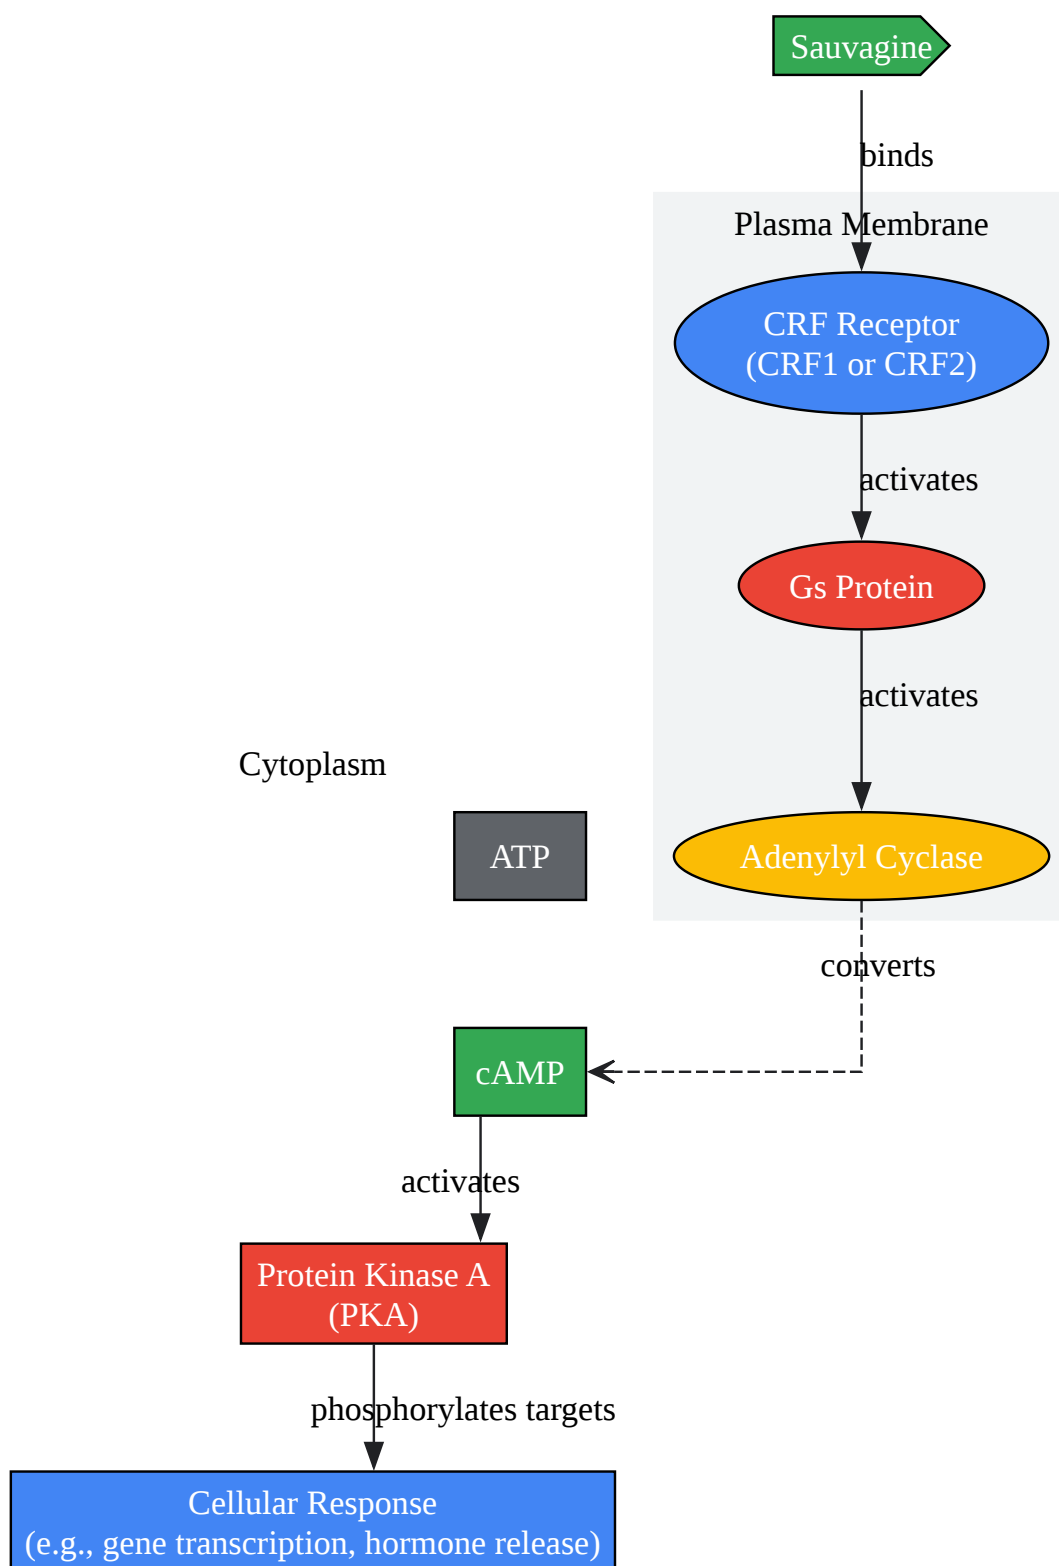 Sauvagine
binds
Plasma Membrane
CRF Receptor
(CRF1 or CRF2)
activates
Gs Protein
activates
Cytoplasm
ATP
Adenylyl Cyclase
converts
cAMP
activates
Protein Kinase A
(PKA)
phosphorylates targets
Cellular Response
(e.g., gene transcription, hormone release)